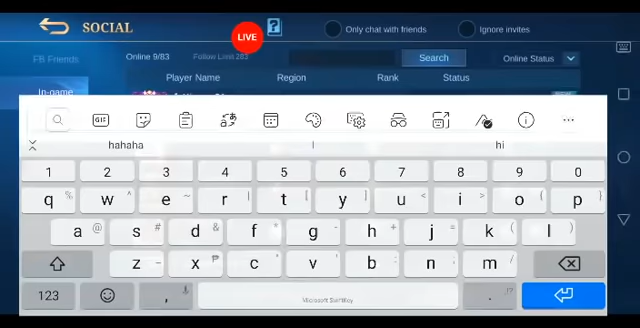 SOCIAL
LIVE
?
Only chat with friends
Ignore invites
FB Friends
Online 9/83
Follow Limit 283
Search
Online Status
In-game
Player Name Region Rank Status
GIF
hahaha I hi
1 2 3 4 5 6 7 8 9 0
q % w ^ e ~ r | t [ y ] u < i > o { p }
a @ s # d & f * g - h + j = k ( l )
z x c v b n m
123 , Microsoft SwiftKey . ,!?